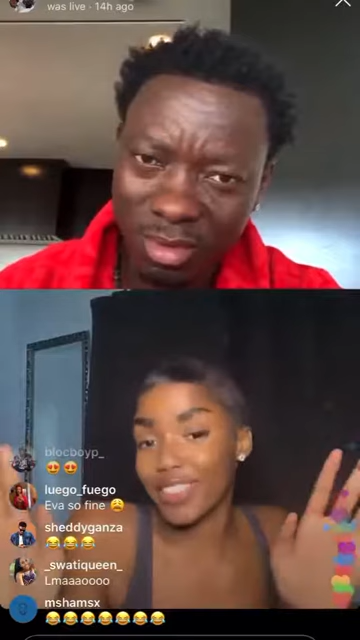 was live · 14h ago
blocboyp_
😍😍
luego_fuego
Eva so fine 😩
sheddyganza
😂😂😂
_swatiqueen_
Lmaaaoooo
mshamsx
😂😂😂😂😂😂😂